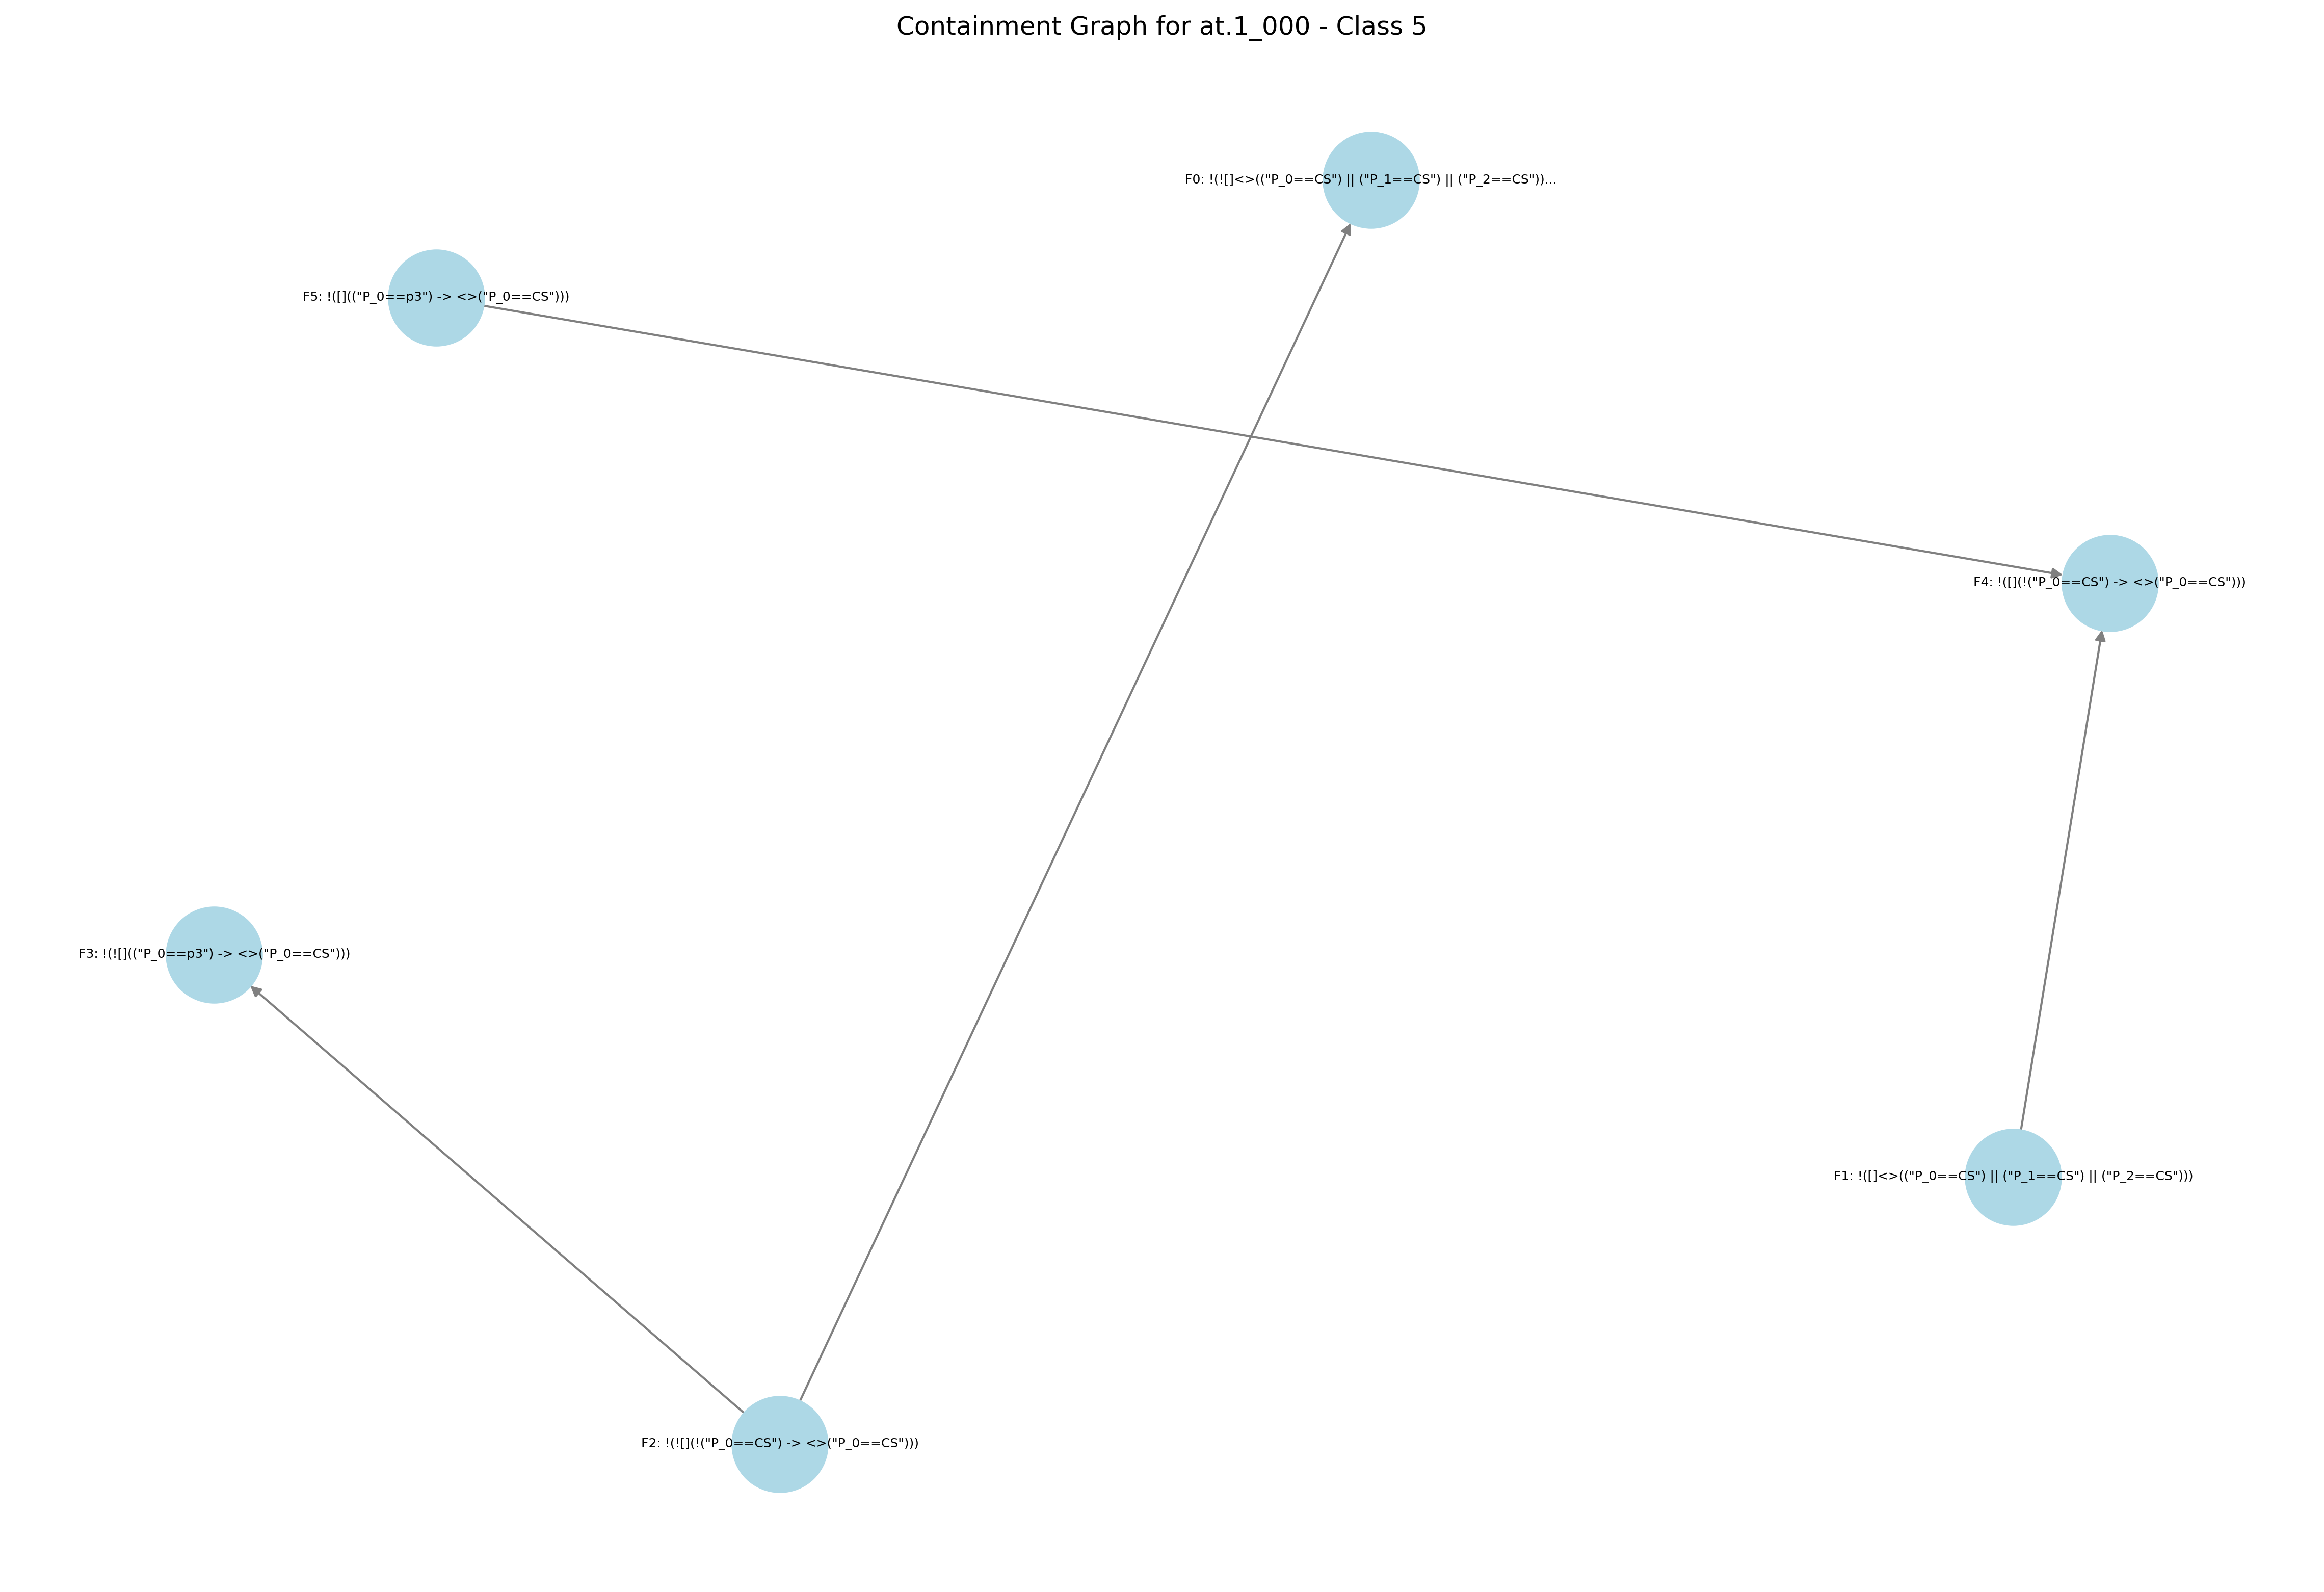 Containment Graph for at.1_000 - Class 5
F0: !(![]<>(("P_0==CS") || ("P_1==CS") || ("P_2==CS"))...
F5: !([](("P_0==p3") -> <>("P_0==CS")))
F4: !([](!("P_0==CS") -> <>("P_0==CS")))
F3: !(![](("P_0==p3") -> <>("P_0==CS")))
F1: !([]<>(("P_0==CS") || ("P_1==CS") || ("P_2==CS")))
F2: !(![](!("P_0==CS") -> <>("P_0==CS")))